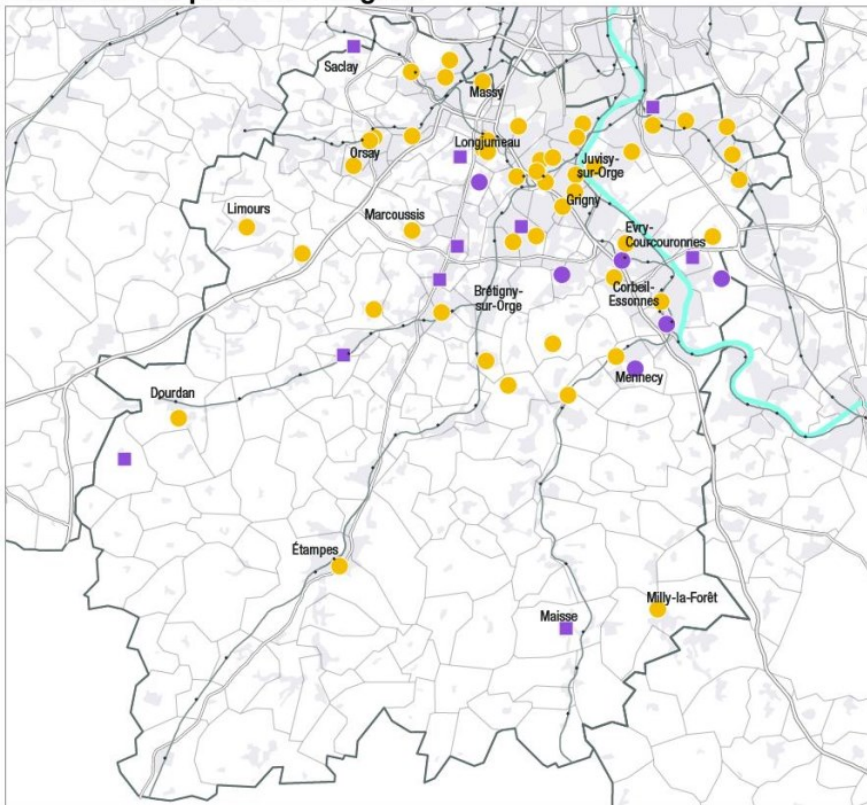 Saclay
Massy
Orsay
Longjumeau
Juvisy-
sur-Orge
Limours
Marcoussis
Grigny
Evry-
Courcouronnes
Brétigny-
sur-Orge
Corbeil-
Essonnes
Mennecy
Dourdan
Étampes
Maisse
Milly-la-Forêt